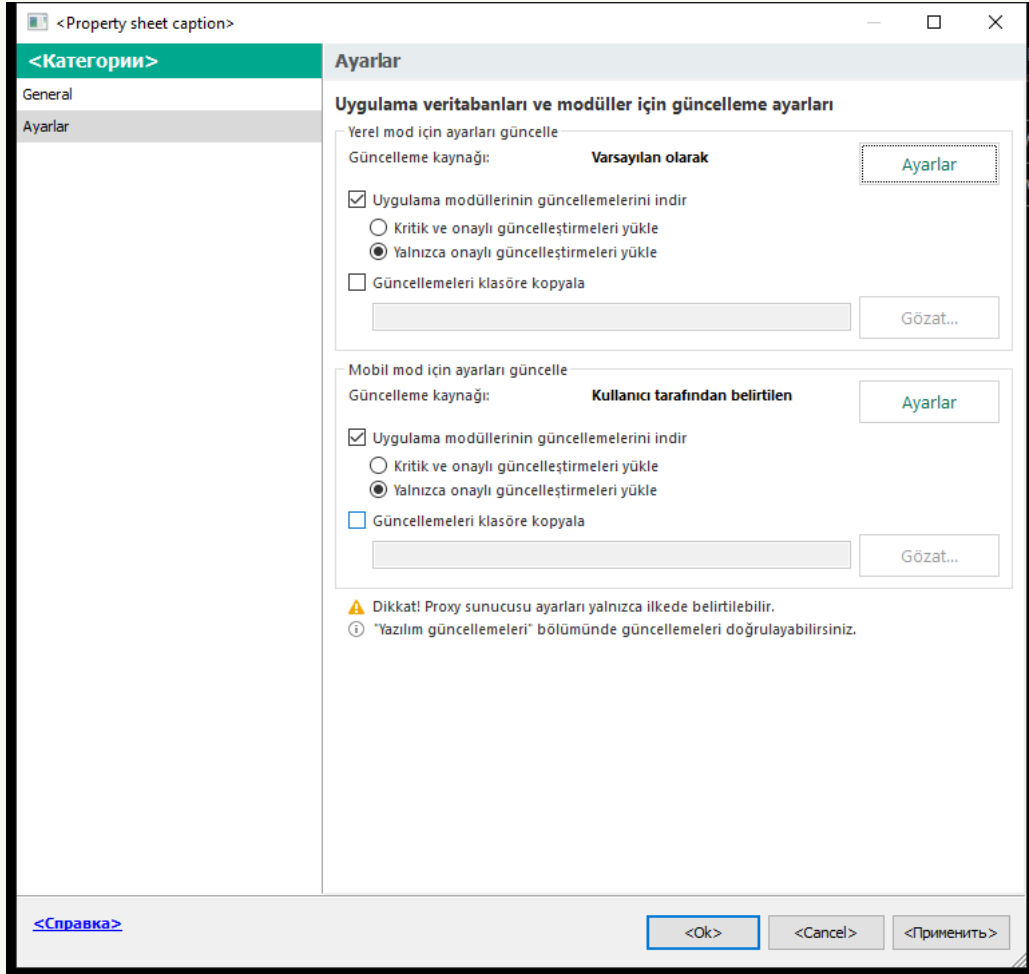 <Property sheet caption>
<Категории>
General
Ayarlar
Ayarlar
Uygulama veritabanları ve modüller için güncelleme ayarları
Yerel mod için ayarları güncelle
Güncelleme kaynağı: Varsayılan olarak Ayarlar
Uygulama modüllerinin güncellemelerini indir
Kritik ve onaylı güncelleştirmeleri yükle
Yalnızca onaylı güncelleştirmeleri yükle
Güncellemeleri klasöre kopyala
Gözat...
Mobil mod için ayarları güncelle
Güncelleme kaynağı: Kullanıcı tarafından belirtilen Ayarlar
Uygulama modüllerinin güncellemelerini indir
Kritik ve onaylı güncelleştirmeleri yükle
Yalnızca onaylı güncelleştirmeleri yükle
Güncellemeleri klasöre kopyala
Gözat...
Dikkat! Proxy sunucusu ayarları yalnızca ilkede belirtilebilir.
"Yazılım güncellemeleri" bölümünde güncellemeleri doğrulayabilirsiniz.
<Справка>
<Ok> <Cancel> <Применить>